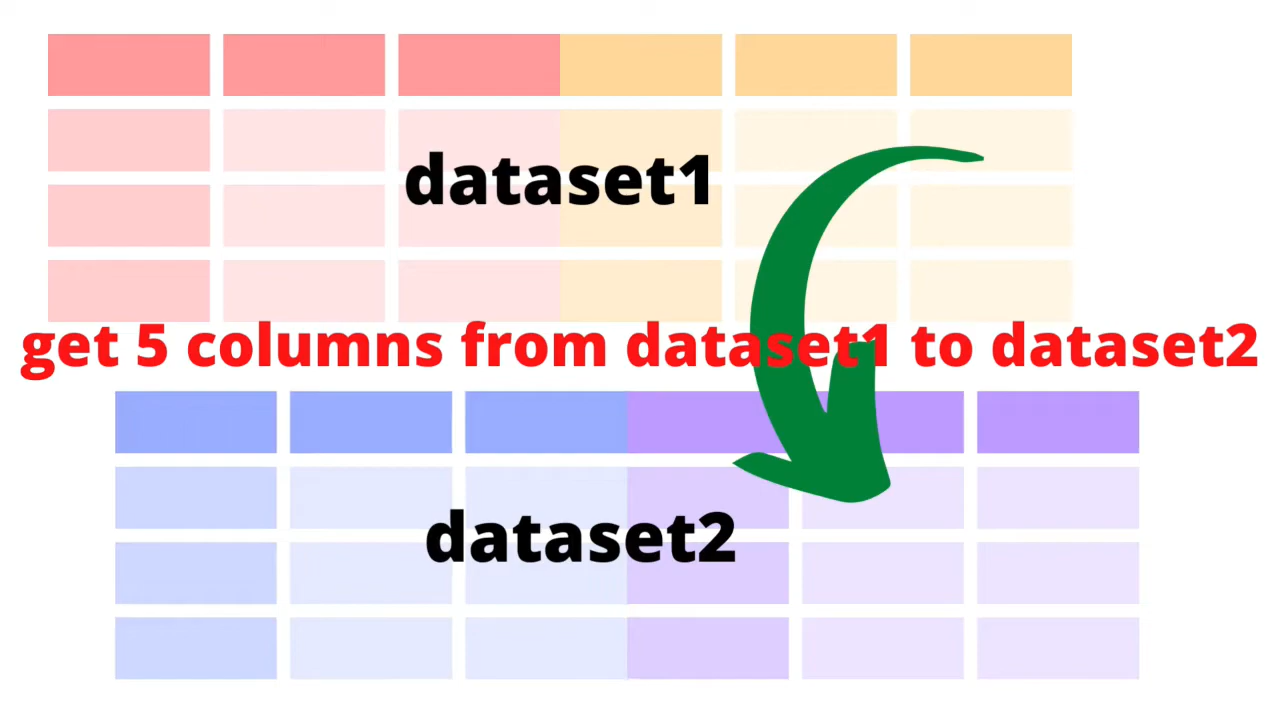 dataset1
get 5 columns from dataset1 to dataset2
dataset2